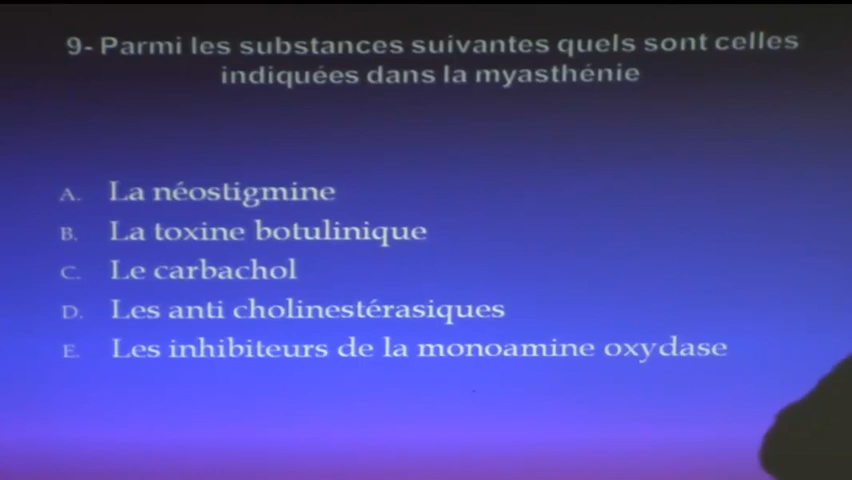 9- Parmi les substances suivantes quels sont celles
indiquées dans la myasthénie
A. La néostigmine
B. La toxine botulinique
C. Le carbachol
D. Les anti cholinestérasiques
E. Les inhibiteurs de la monoamine oxydase